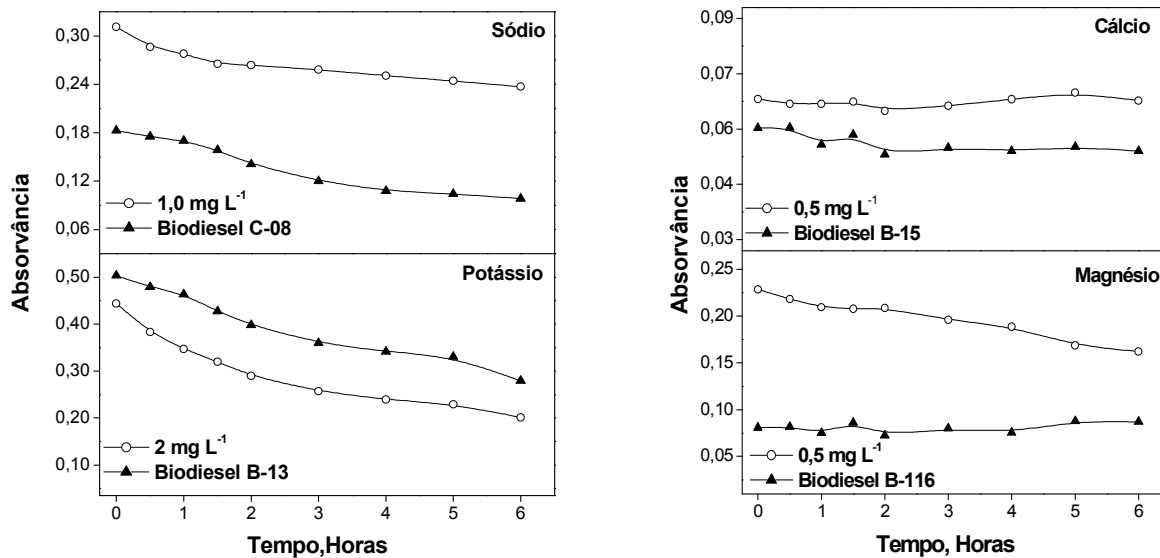 Absorvância
0,30
0,24
0,18
0,12
0,06
Sódio
1,0 mg L⁻¹
Biodiesel C-08
0,50
0,40
0,30
0,20
0,10
Potássio
2 mg L⁻¹
Biodiesel B-13
0 1 2 3 4 5 6
Tempo,Horas
Absorvância
0,09
0,07
0,06
0,04
0,03
Cálcio
0,5 mg L⁻¹
Biodiesel B-15
0,25
0,20
0,15
0,10
0,05
Magnésio
0,5 mg L⁻¹
Biodiesel B-116
0 1 2 3 4 5 6
Tempo, Horas